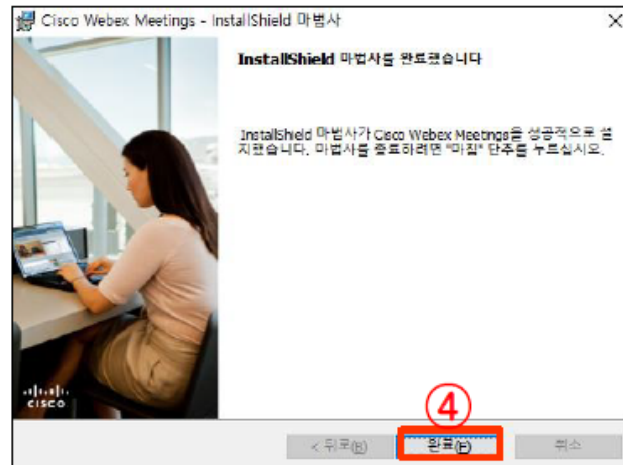 Cisco Webex Meetings - InstallShield 마법사
InstallShield 마법사를 완료했습니다
InstallShield 마법사가 Cisco Webex Meetings을 성공적으로 설
치했습니다. 마법사를 종료하려면 "마침" 단추를 누르십시오.
CISCO
④
< 뒤로(B) 완료(F) 취소